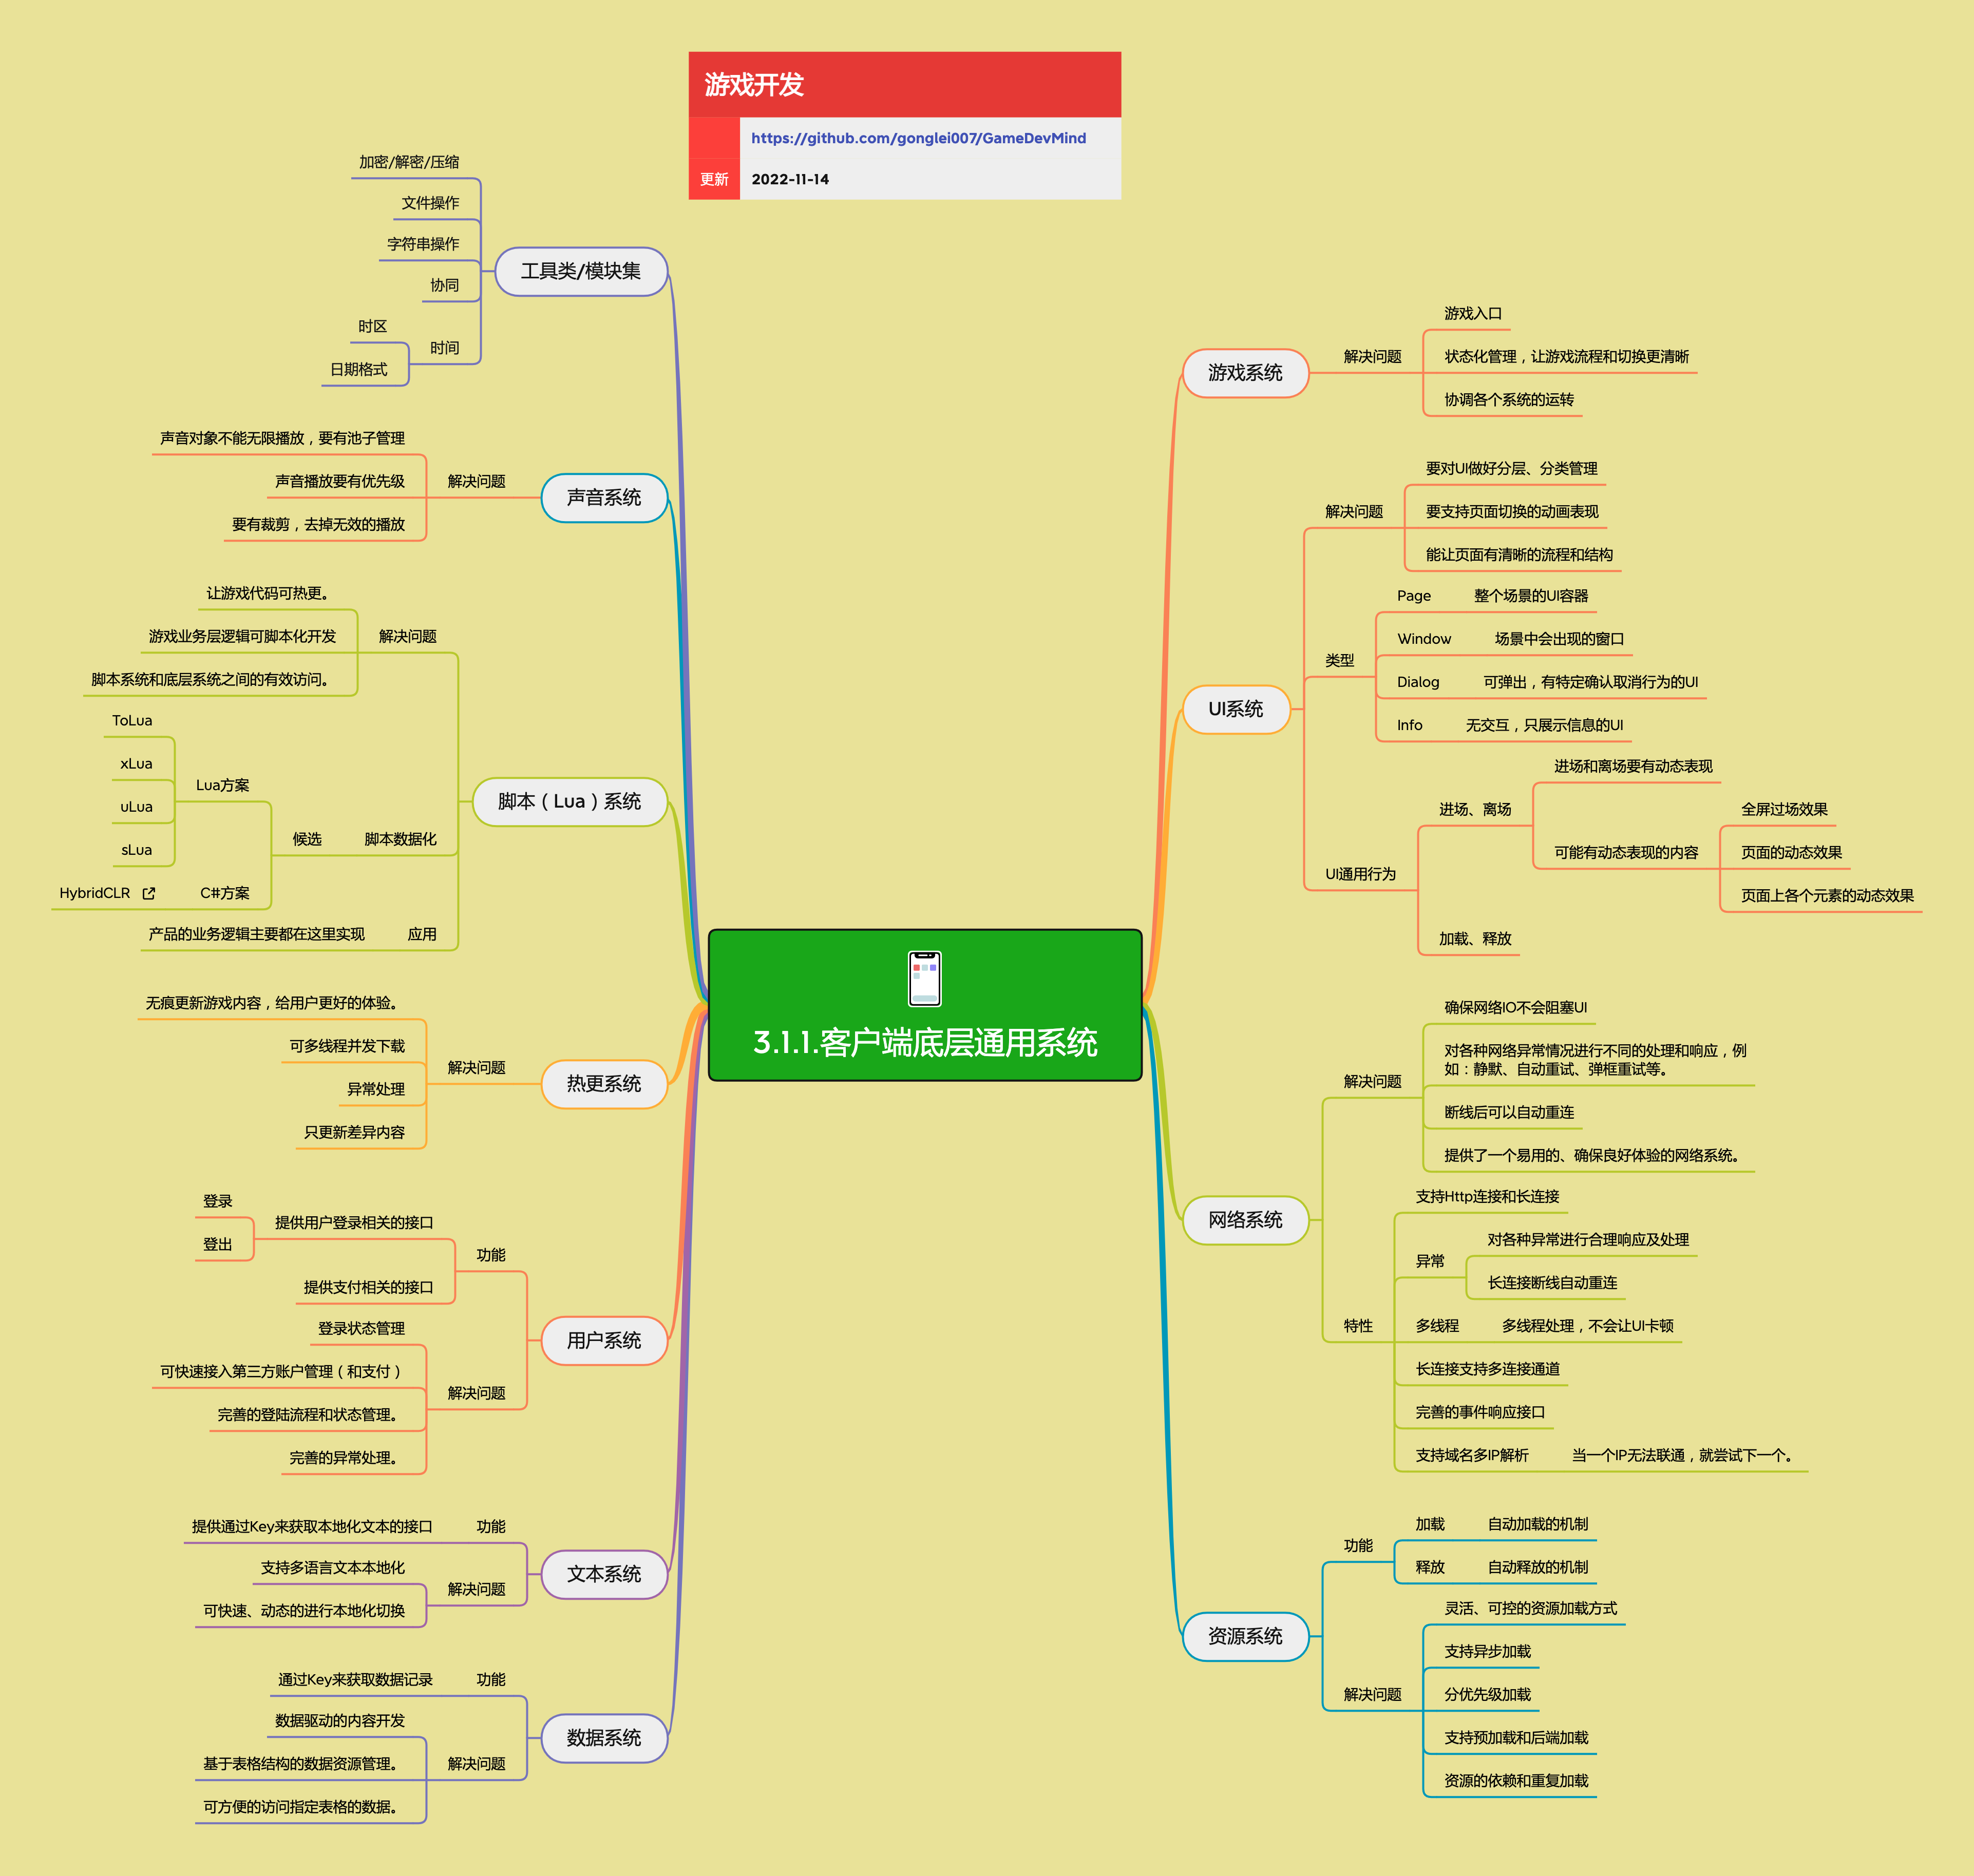 游戏开发
https://github.com/gonglei007/GameDevMind
更新
2022-11-14
3.1.1.客户端底层通用系统
工具类/模块集
加密/解密/压缩
文件操作
字符串操作
协同
时间
时区
日期格式
声音系统
解决问题
声音对象不能无限播放，要有池子管理
声音播放要有优先级
要有裁剪，去掉无效的播放
脚本（Lua）系统
解决问题
让游戏代码可热更。
游戏业务层逻辑可脚本化开发
脚本系统和底层系统之间的有效访问。
脚本数据化
候选
Lua方案
ToLua
xLua
uLua
sLua
C#方案
HybridCLR
应用
产品的业务逻辑主要都在这里实现
热更系统
解决问题
无痕更新游戏内容，给用户更好的体验。
可多线程并发下载
异常处理
只更新差异内容
用户系统
功能
提供用户登录相关的接口
登录
登出
提供支付相关的接口
解决问题
登录状态管理
可快速接入第三方账户管理（和支付）
完善的登陆流程和状态管理。
完善的异常处理。
文本系统
功能
提供通过Key来获取本地化文本的接口
解决问题
支持多语言文本本地化
可快速、动态的进行本地化切换
数据系统
功能
通过Key来获取数据记录
解决问题
数据驱动的内容开发
基于表格结构的数据资源管理。
可方便的访问指定表格的数据。
游戏系统
解决问题
游戏入口
状态化管理，让游戏流程和切换更清晰
协调各个系统的运转
UI系统
解决问题
要对UI做好分层、分类管理
要支持页面切换的动画表现
能让页面有清晰的流程和结构
类型
Page
整个场景的UI容器
Window
场景中会出现的窗口
Dialog
可弹出，有特定确认取消行为的UI
Info
无交互，只展示信息的UI
UI通用行为
进场、离场
进场和离场要有动态表现
可能有动态表现的内容
全屏过场效果
页面的动态效果
页面上各个元素的动态效果
加载、释放
网络系统
解决问题
确保网络IO不会阻塞UI
对各种网络异常情况进行不同的处理和响应，例
如：静默、自动重试、弹框重试等。
断线后可以自动重连
提供了一个易用的、确保良好体验的网络系统。
特性
支持Http连接和长连接
异常
对各种异常进行合理响应及处理
长连接断线自动重连
多线程
多线程处理，不会让UI卡顿
长连接支持多连接通道
完善的事件响应接口
支持域名多IP解析
当一个IP无法联通，就尝试下一个。
资源系统
功能
加载
自动加载的机制
释放
自动释放的机制
解决问题
灵活、可控的资源加载方式
支持异步加载
分优先级加载
支持预加载和后端加载
资源的依赖和重复加载